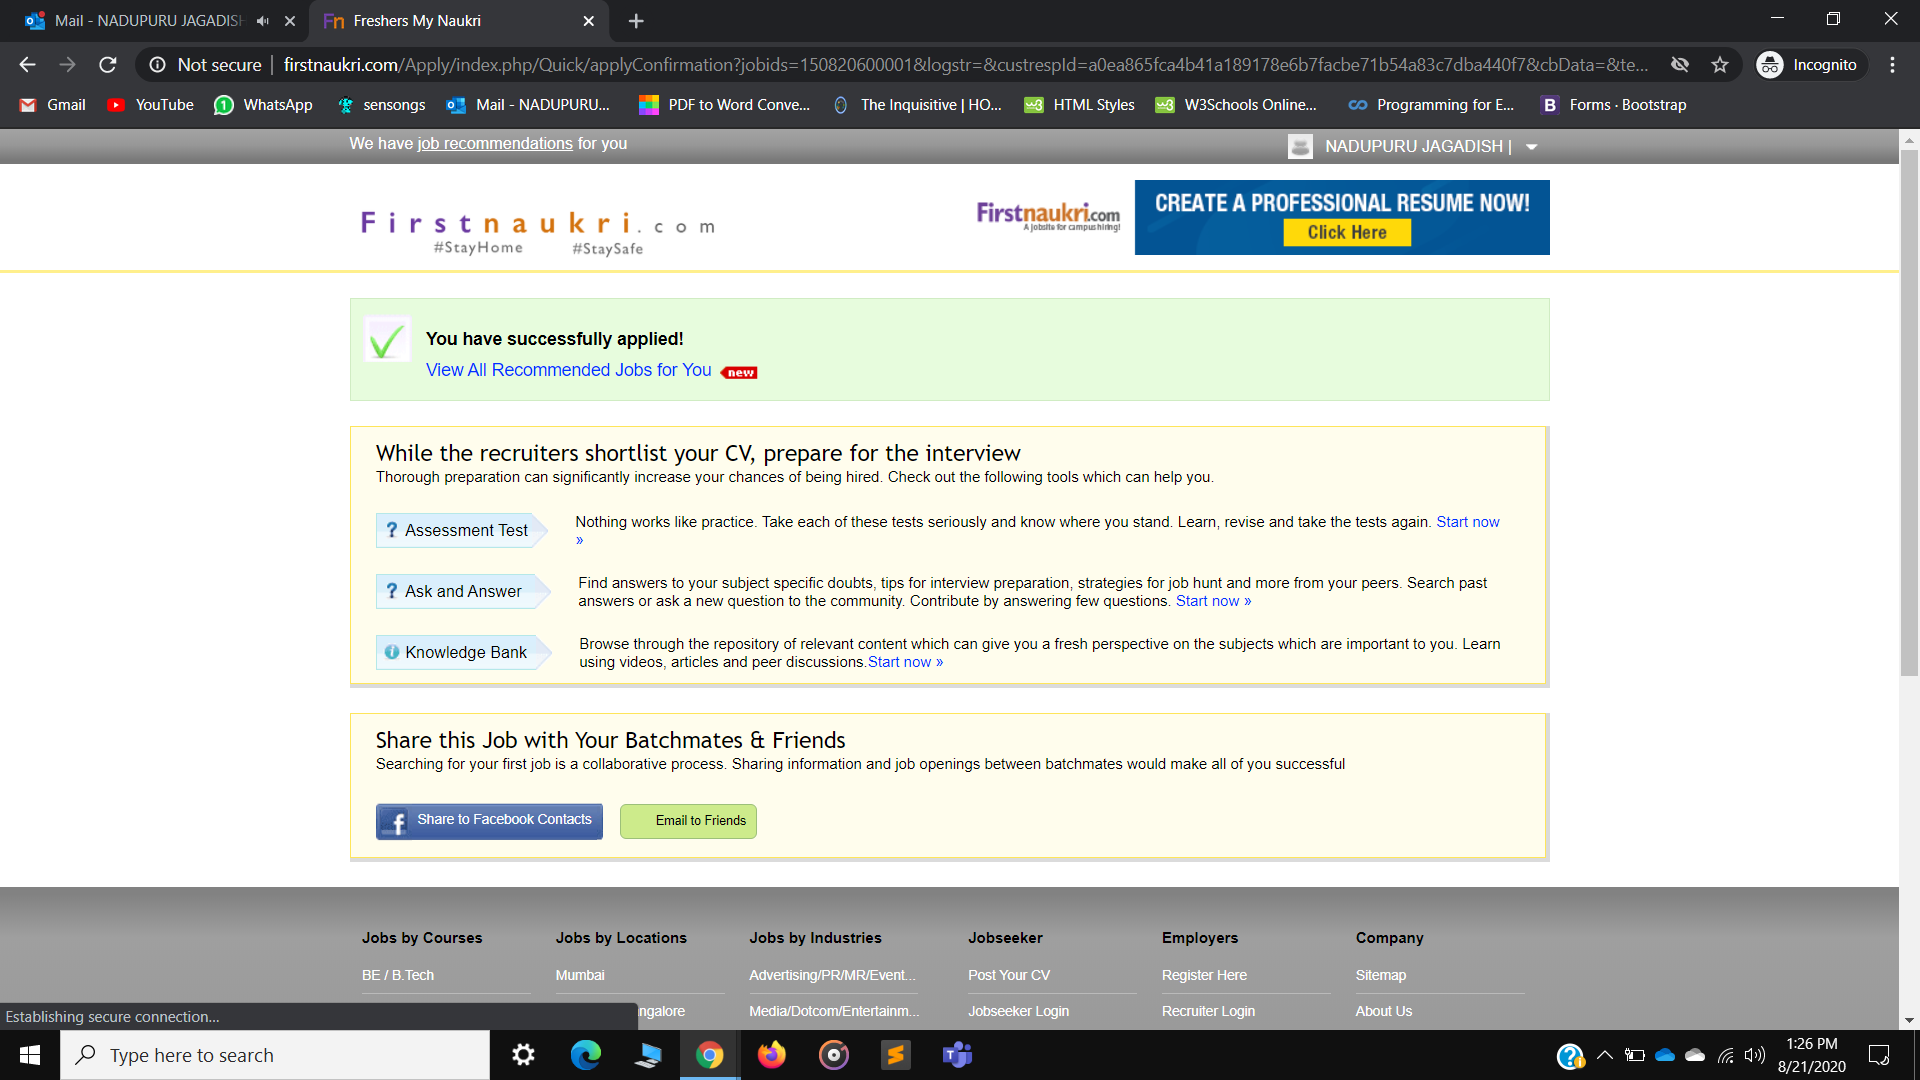 Mail - NADUPURU JAGADISH
Freshers My Naukri
Not secure
firstnaukri.com/Apply/index.php/Quick/applyConfirmation?jobids=150820600001&logstr=&custrespId=a0ea865fca4b41a189178e6b7facbe71b54a83c7dba440f7&cbData=&te...
Incognito
Gmail
YouTube
WhatsApp
sensongs
Mail - NADUPURU...
PDF to Word Conve...
The Inquisitive | HO...
HTML Styles
W3Schools Online...
Programming for E...
Forms · Bootstrap
We have job recommendations for you
NADUPURU JAGADISH |
Firstnaukri.com
#StayHome #StaySafe
Firstnaukri.com
A jobsite for campus hiring!
CREATE A PROFESSIONAL RESUME NOW!
Click Here
You have successfully applied!
View All Recommended Jobs for You new
While the recruiters shortlist your CV, prepare for the interview
Thorough preparation can significantly increase your chances of being hired. Check out the following tools which can help you.
? Assessment Test
Nothing works like practice. Take each of these tests seriously and know where you stand. Learn, revise and take the tests again. Start now
»
? Ask and Answer
Find answers to your subject specific doubts, tips for interview preparation, strategies for job hunt and more from your peers. Search past
answers or ask a new question to the community. Contribute by answering few questions. Start now »
Knowledge Bank
Browse through the repository of relevant content which can give you a fresh perspective on the subjects which are important to you. Learn
using videos, articles and peer discussions.Start now »
Share this Job with Your Batchmates & Friends
Searching for your first job is a collaborative process. Sharing information and job openings between batchmates would make all of you successful
Share to Facebook Contacts
Email to Friends
Jobs by Courses
Jobs by Locations
Jobs by Industries
Jobseeker
Employers
Company
BE / B.Tech
Mumbai
Advertising/PR/MR/Event...
Post Your CV
Register Here
Sitemap
ngalore
Media/Dotcom/Entertainm...
Jobseeker Login
Recruiter Login
About Us
Establishing secure connection...
Type here to search
1:26 PM
8/21/2020